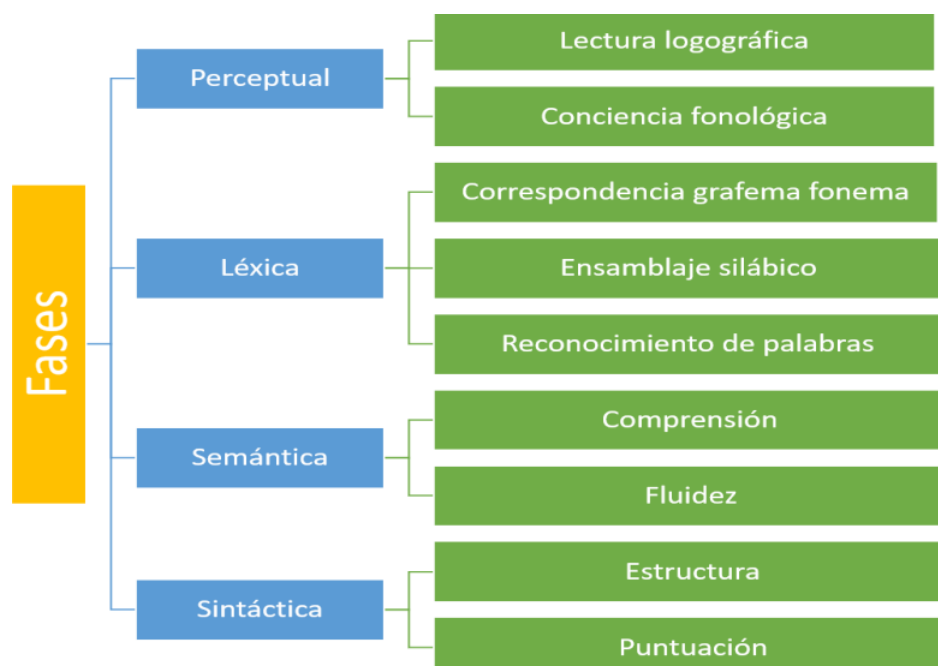 Fases
Perceptual
Lectura logográfica
Conciencia fonológica
Léxica
Correspondencia grafema fonema
Ensamblaje silábico
Reconocimiento de palabras
Semántica
Comprensión
Fluidez
Sintáctica
Estructura
Puntuación